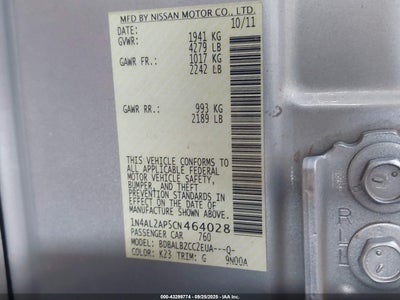 MFD BY NISSAN MOTOR CO., LTD.
DATE: 10/11
GVWR: 1941 KG
4279 LB
GAWR FR.: 1017 KG
2242 LB
GAWR RR.: 993 KG
2189 LB
THIS VEHICLE CONFORMS TO
ALL APPLICABLE FEDERAL
MOTOR VEHICLE SAFETY,
BUMPER, AND THEFT
PREVENTION STANDARDS
IN EFFECT ON THE DATE OF
MANUFACTURE SHOWN ABOVE.
1N4AL2AP5CN464028
PASSENGER CAR 760
MODEL: BDBALBZCCZEUA---Q-
COLOR: K23 TRIM: G 9N00A
IAA 43299774 | 09/25/2025 - IAAI.COM